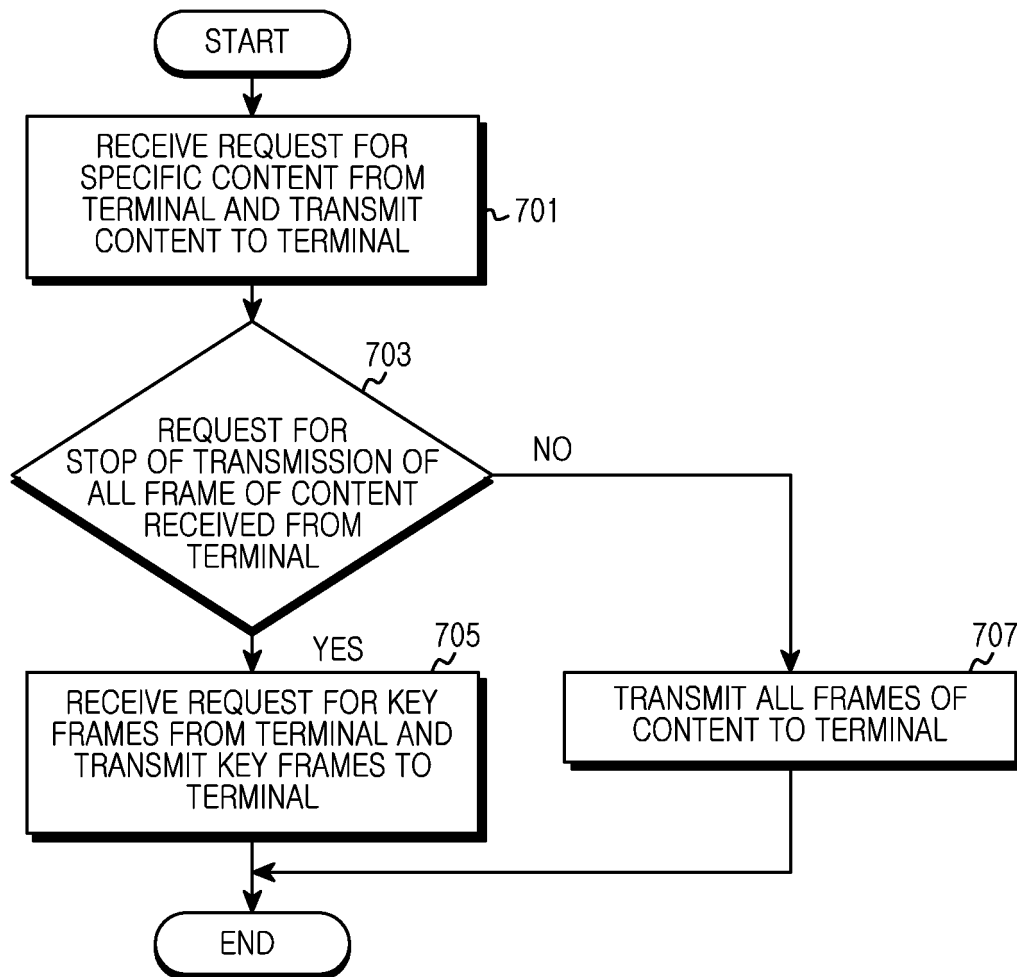 START
RECEIVE REQUEST FOR
SPECIFIC CONTENT FROM
TERMINAL AND TRANSMIT
CONTENT TO TERMINAL
701
703
REQUEST FOR
STOP OF TRANSMISSION OF
ALL FRAME OF CONTENT
RECEIVED FROM
TERMINAL
NO
YES
705
RECEIVE REQUEST FOR KEY
FRAMES FROM TERMINAL AND
TRANSMIT KEY FRAMES TO
TERMINAL
707
TRANSMIT ALL FRAMES OF
CONTENT TO TERMINAL
END